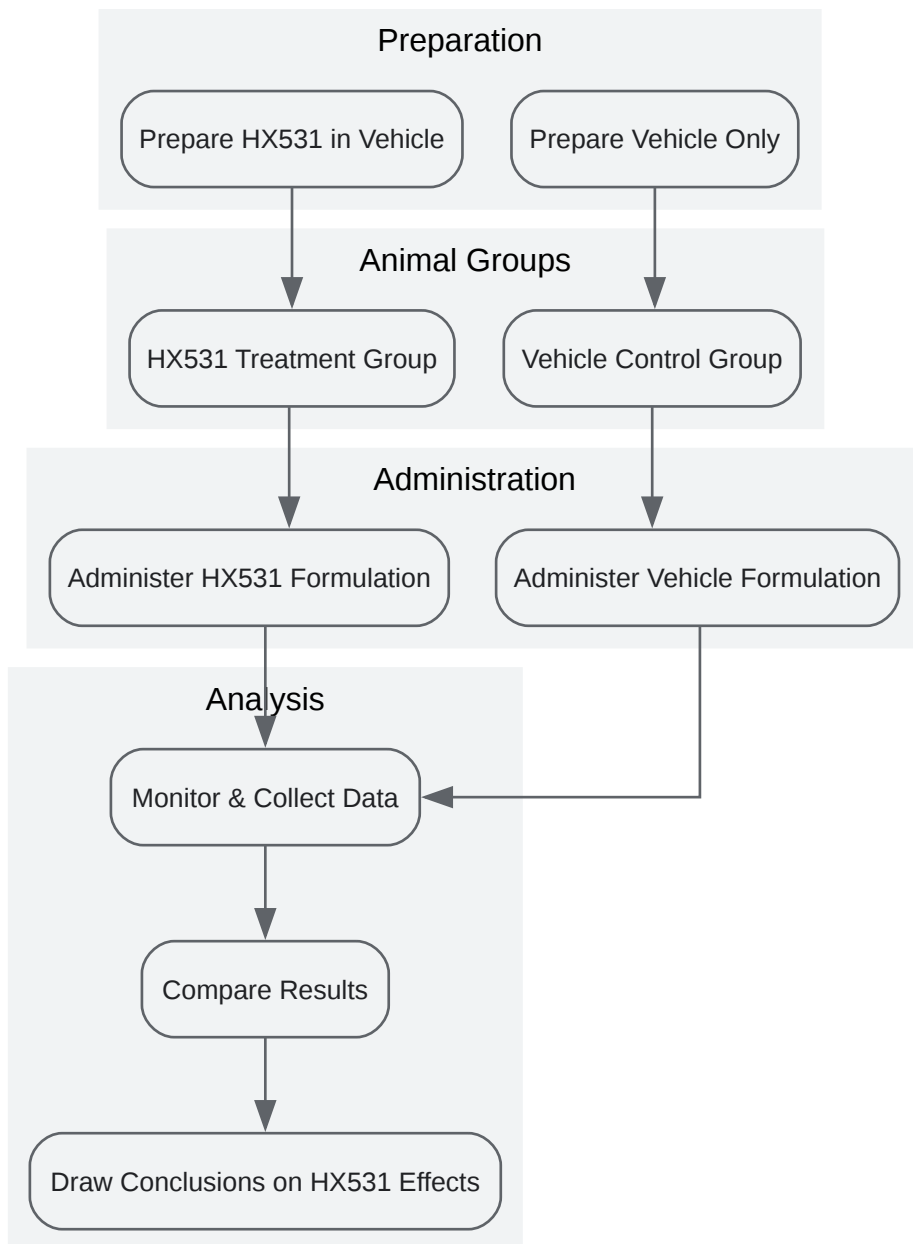 Preparation
Prepare HX531 in Vehicle
Prepare Vehicle Only
Animal Groups
HX531 Treatment Group
Vehicle Control Group
Administration
Administer HX531 Formulation
Administer Vehicle Formulation
Analysis
Monitor & Collect Data
Compare Results
Draw Conclusions on HX531 Effects